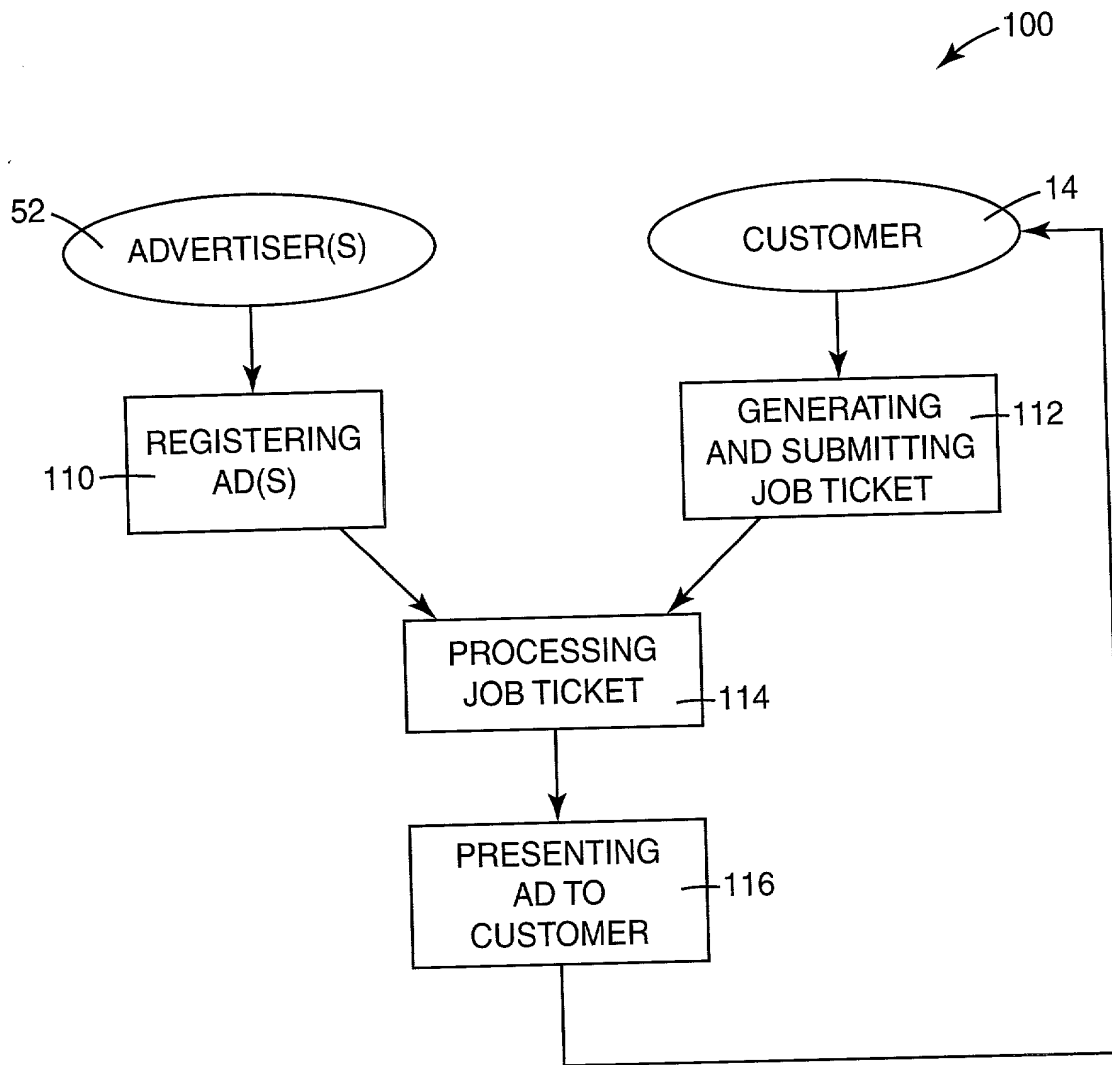 100
52
ADVERTISER(S)
14
CUSTOMER
110
REGISTERING
AD(S)
GENERATING
AND SUBMITTING
JOB TICKET
112
PROCESSING
JOB TICKET
114
PRESENTING
AD TO
CUSTOMER
116